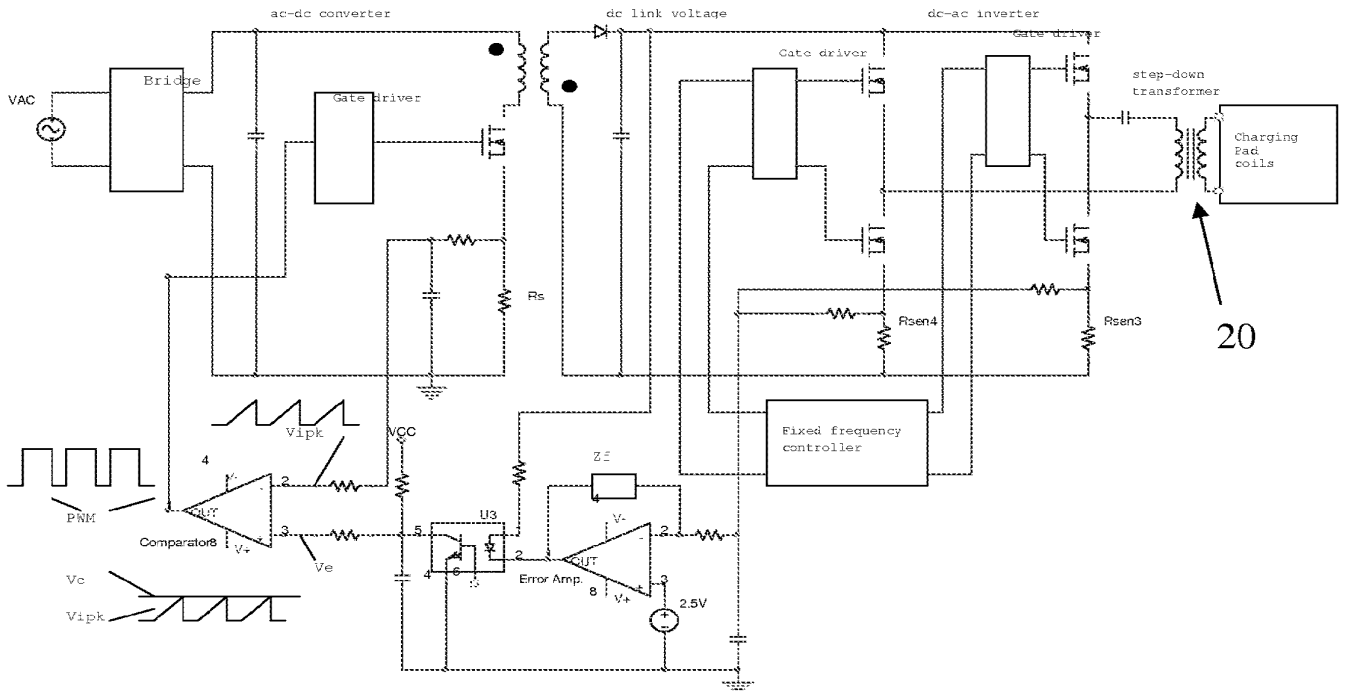 ac-dc converter
dc link voltage
dc-ac inverter
Gate driver
Gate driver
step-down
transformer
Bridge
VAC
Gate driver
Charging
Pad
coils
Rs
Rsen4
Rsen3
20
Fixed frequency
controller
Vipk
VCC
4
V-
2
-
OUT
PWM
3
+
Comparator8
V+
Ve
Vc
Vipk
U3
5
1
4
6
2
Zf
4
V-
2
-
OUT
Error Amp.
8
V+
+
3
2.5V
+
-